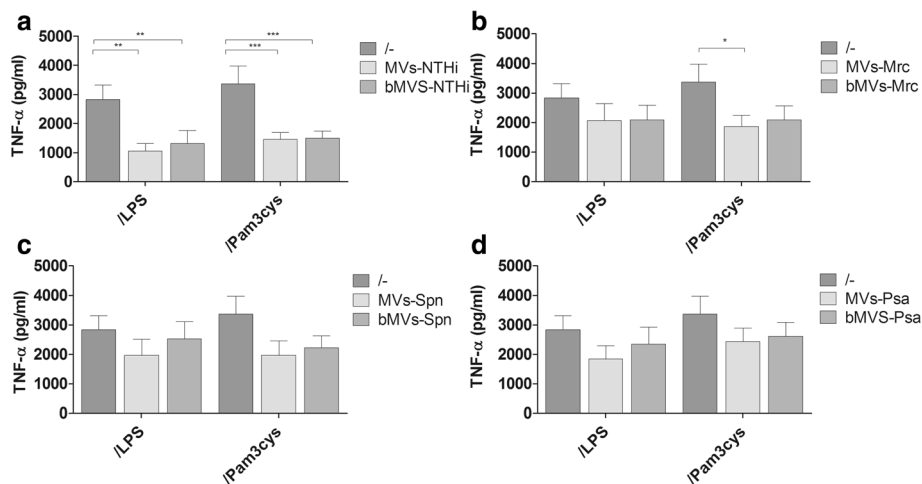 a
TNF-α (pg/ml)
5000
4000
3000
2000
1000
0
**
**
***
***
/LPS
/Pam3cys
/-
MVs-NTHi
bMVS-NTHi
b
TNF-α (pg/ml)
5000
4000
3000
2000
1000
0
*
/LPS
/Pam3cys
/-
MVs-Mrc
bMVs-Mrc
c
TNF-α (pg/ml)
5000
4000
3000
2000
1000
0
/LPS
/Pam3cys
/-
MVs-Spn
bMVs-Spn
d
TNF-α (pg/ml)
5000
4000
3000
2000
1000
0
/LPS
/Pam3cys
/-
MVs-Psa
bMVS-Psa